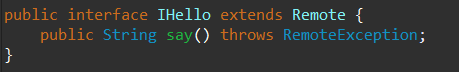 public interface IHello extends Remote {
    public String say() throws RemoteException;
}